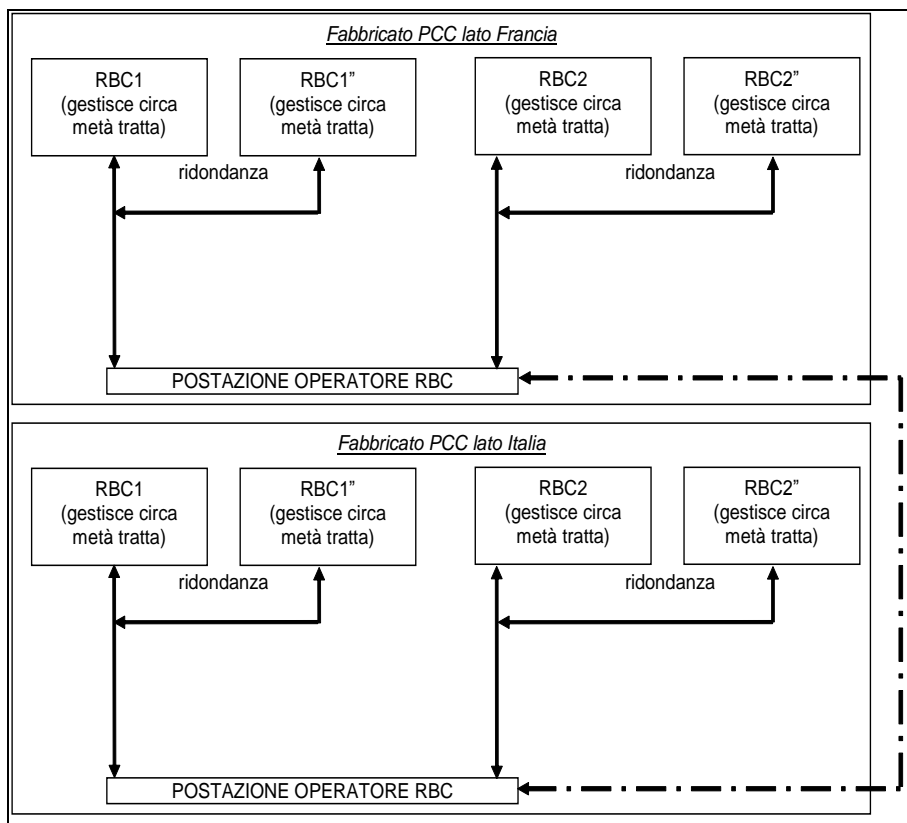 Fabbricato PCC lato Francia
RBC1
(gestisce circa
metà tratta)
RBC1”
(gestisce circa
metà tratta)
RBC2
(gestisce circa
metà tratta)
RBC2”
(gestisce circa
metà tratta)
ridondanza
ridondanza
POSTAZIONE OPERATORE RBC
Fabbricato PCC lato Italia
RBC1
(gestisce circa
metà tratta)
RBC1”
(gestisce circa
metà tratta)
RBC2
(gestisce circa
metà tratta)
RBC2”
(gestisce circa
metà tratta)
ridondanza
ridondanza
POSTAZIONE OPERATORE RBC